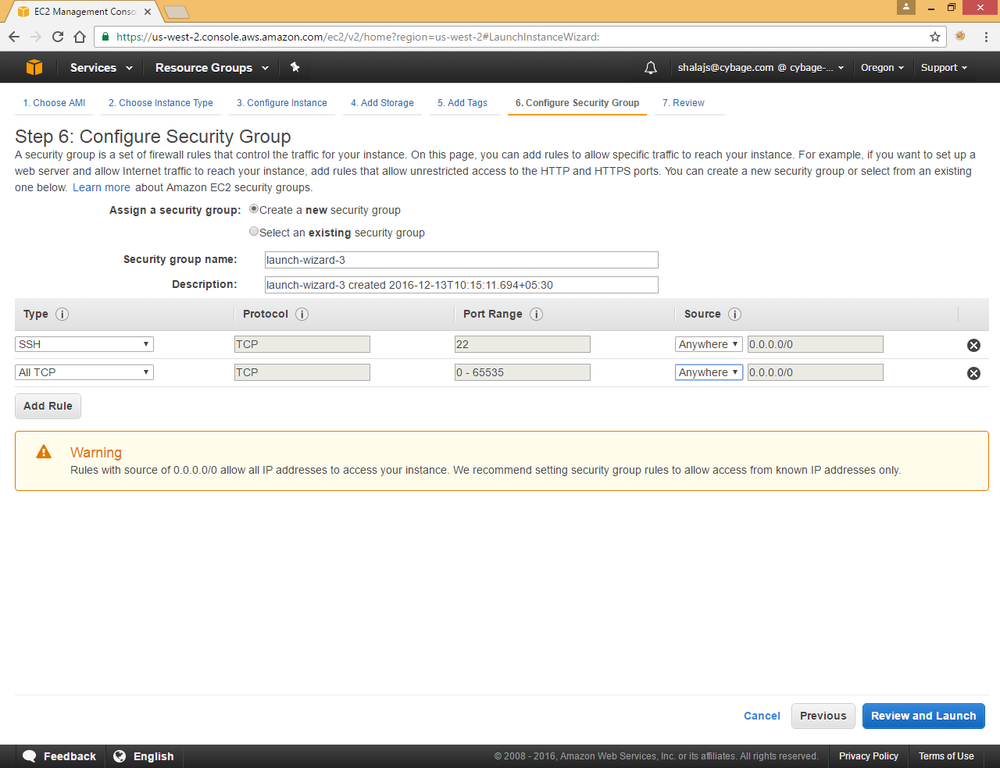 EC2 Management Conso
https://us-west-2.console.aws.amazon.com/ec2/v2/home?region=us-west-2#LaunchInstanceWizard:
Services Resource Groups shalajs@cybage.com @ cybage-... Oregon Support
1. Choose AMI 2. Choose Instance Type 3. Configure Instance 4. Add Storage 5. Add Tags 6. Configure Security Group 7. Review
Step 6: Configure Security Group
A security group is a set of firewall rules that control the traffic for your instance. On this page, you can add rules to allow specific traffic to reach your instance. For example, if you want to set up a
web server and allow Internet traffic to reach your instance, add rules that allow unrestricted access to the HTTP and HTTPS ports. You can create a new security group or select from an existing
one below. Learn more about Amazon EC2 security groups.
Assign a security group: Create a new security group
Select an existing security group
Security group name: launch-wizard-3
Description: launch-wizard-3 created 2016-12-13T10:15:11.694+05:30
Type i Protocol i Port Range i Source i
SSH TCP 22 Anywhere 0.0.0.0/0
All TCP TCP 0 - 65535 Anywhere 0.0.0.0/0
Add Rule
Warning
Rules with source of 0.0.0.0/0 allow all IP addresses to access your instance. We recommend setting security group rules to allow access from known IP addresses only.
Cancel Previous Review and Launch
Feedback English © 2008 - 2016, Amazon Web Services, Inc. or its affiliates. All rights reserved. Privacy Policy Terms of Use